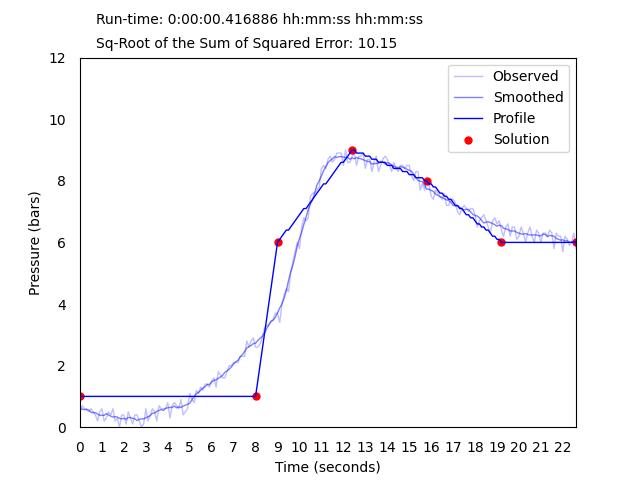 Run-time: 0:00:00.416886 hh:mm:ss hh:mm:ss
Sq-Root of the Sum of Squared Error: 10.15
12
10
8
6
4
2
0
Pressure (bars)
Observed
Smoothed
Profile
Solution
0 1 2 3 4 5 6 7 8 9 10 11 12 13 14 15 16 17 18 19 20 21 22
Time (seconds)